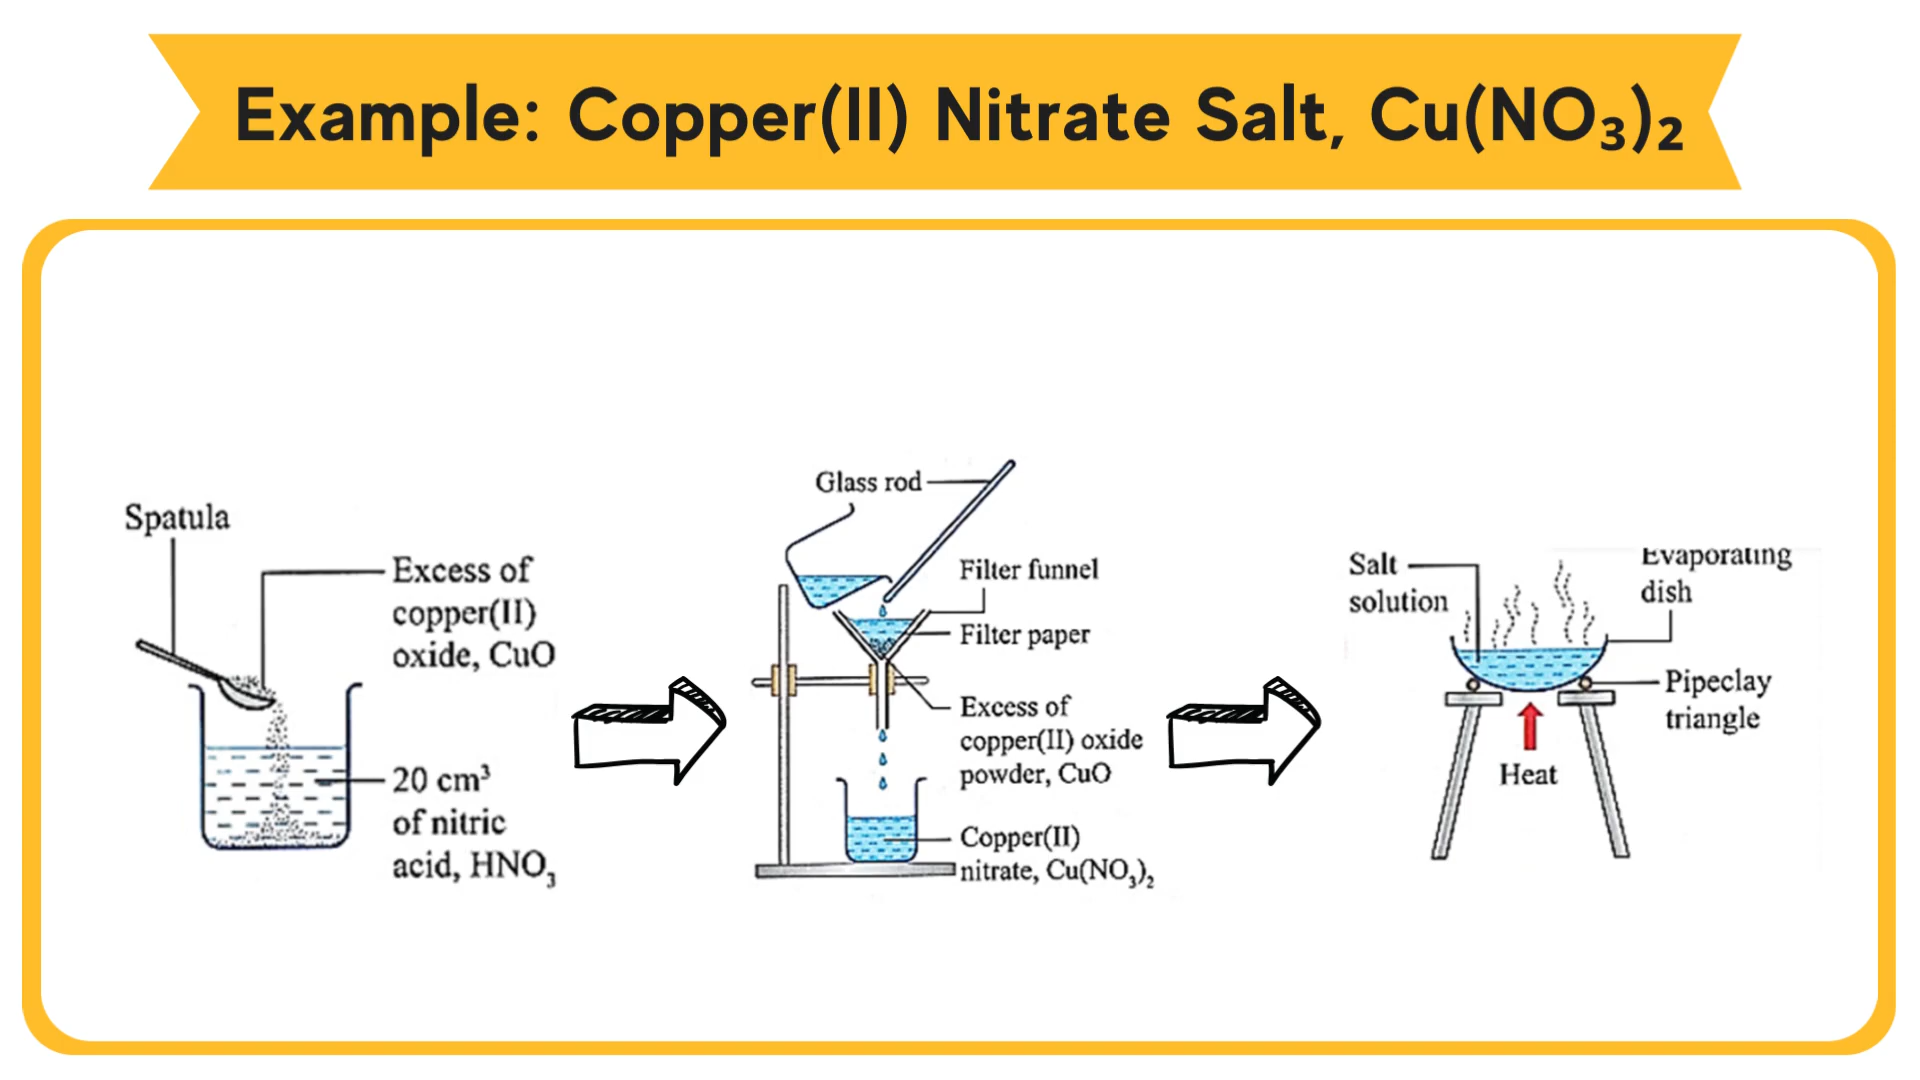 Example: Copper(II) Nitrate Salt, Cu(NO₃)₂
Spatula
Excess of
copper(II)
oxide, CuO
20 cm³
of nitric
acid, HNO₃
Glass rod
Filter funnel
Filter paper
Excess of
copper(II) oxide
powder, CuO
Copper(II)
nitrate, Cu(NO₃)₂
Salt
solution
Evaporating
dish
Pipeclay
triangle
Heat